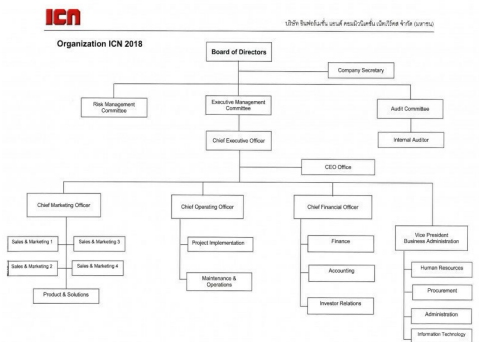 ICN
บริษัท อินฟอร์เมชั่น แอนด์ คอมมิวนิเคชั่น เน็ตเวิร์คส จำกัด (มหาชน)
Organization ICN 2018
Board of Directors
Company Secretary
Risk Management
Committee
Executive Management
Committee
Audit Committee
Chief Executive Officer
Internal Auditor
CEO Office
Chief Marketing Officer
Chief Operating Officer
Chief Financial Officer
Vice President
Business Administration
Sales & Marketing 1
Sales & Marketing 3
Project Implementation
Finance
Sales & Marketing 2
Sales & Marketing 4
Maintenance &
Operations
Accounting
Human Resources
Product & Solutions
Investor Relations
Procurement
Administration
Information Technology